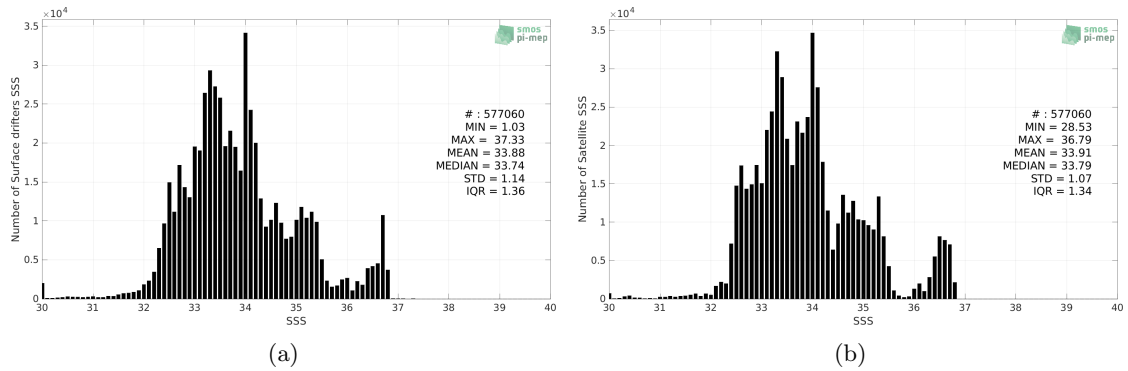 ×10⁴
smos
pi-mep
3.5
3
2.5
2
1.5
1
0.5
0
Number of Surface drifters SSS
# : 577060
MIN = 1.03
MAX = 37.33
MEAN = 33.88
MEDIAN = 33.74
STD = 1.14
IQR = 1.36
30 31 32 33 34 35 36 37 38 39 40
SSS
(a)
×10⁴
smos
pi-mep
3.5
3
2.5
2
1.5
1
0.5
0
Number of Satellite SSS
# : 577060
MIN = 28.53
MAX = 36.79
MEAN = 33.91
MEDIAN = 33.79
STD = 1.07
IQR = 1.34
30 31 32 33 34 35 36 37 38 39 40
SSS
(b)